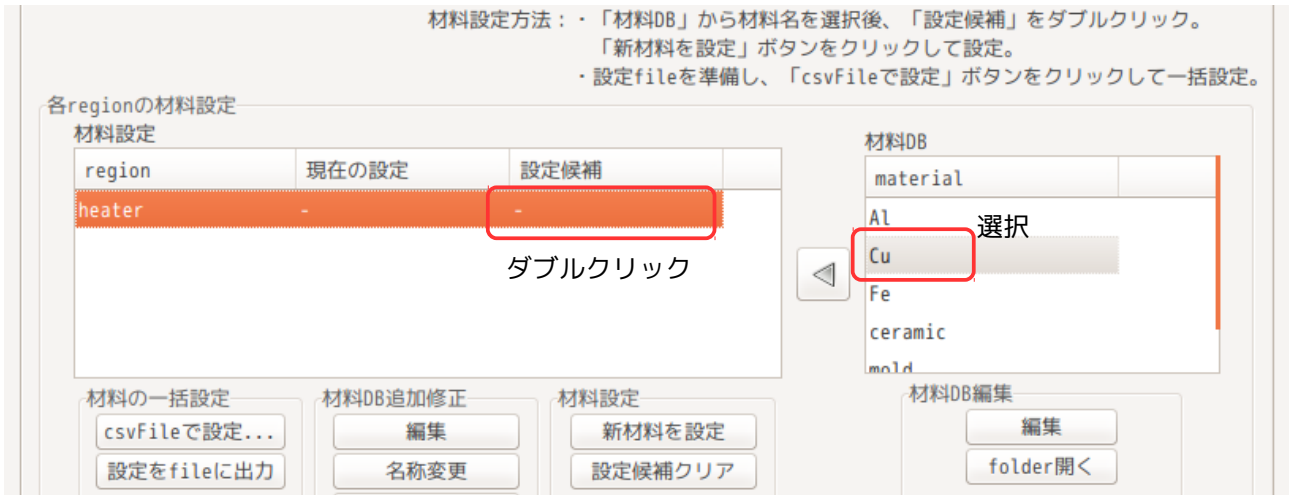 材料設定方法：・「材料DB」から材料名を選択後、「設定候補」をダブルクリック。
「新材料を設定」ボタンをクリックして設定。
・設定fileを準備し、「csvFileで設定」ボタンをクリックして一括設定。
各regionの材料設定
材料設定
region 現在の設定 設定候補
heater - -
ダブルクリック
材料DB
material
Al
選択
Cu
Fe
ceramic
mold
材料の一括設定
csvFileで設定...
設定をfileに出力
材料DB追加修正
編集
名称変更
材料設定
新材料を設定
設定候補クリア
材料DB編集
編集
folder開く